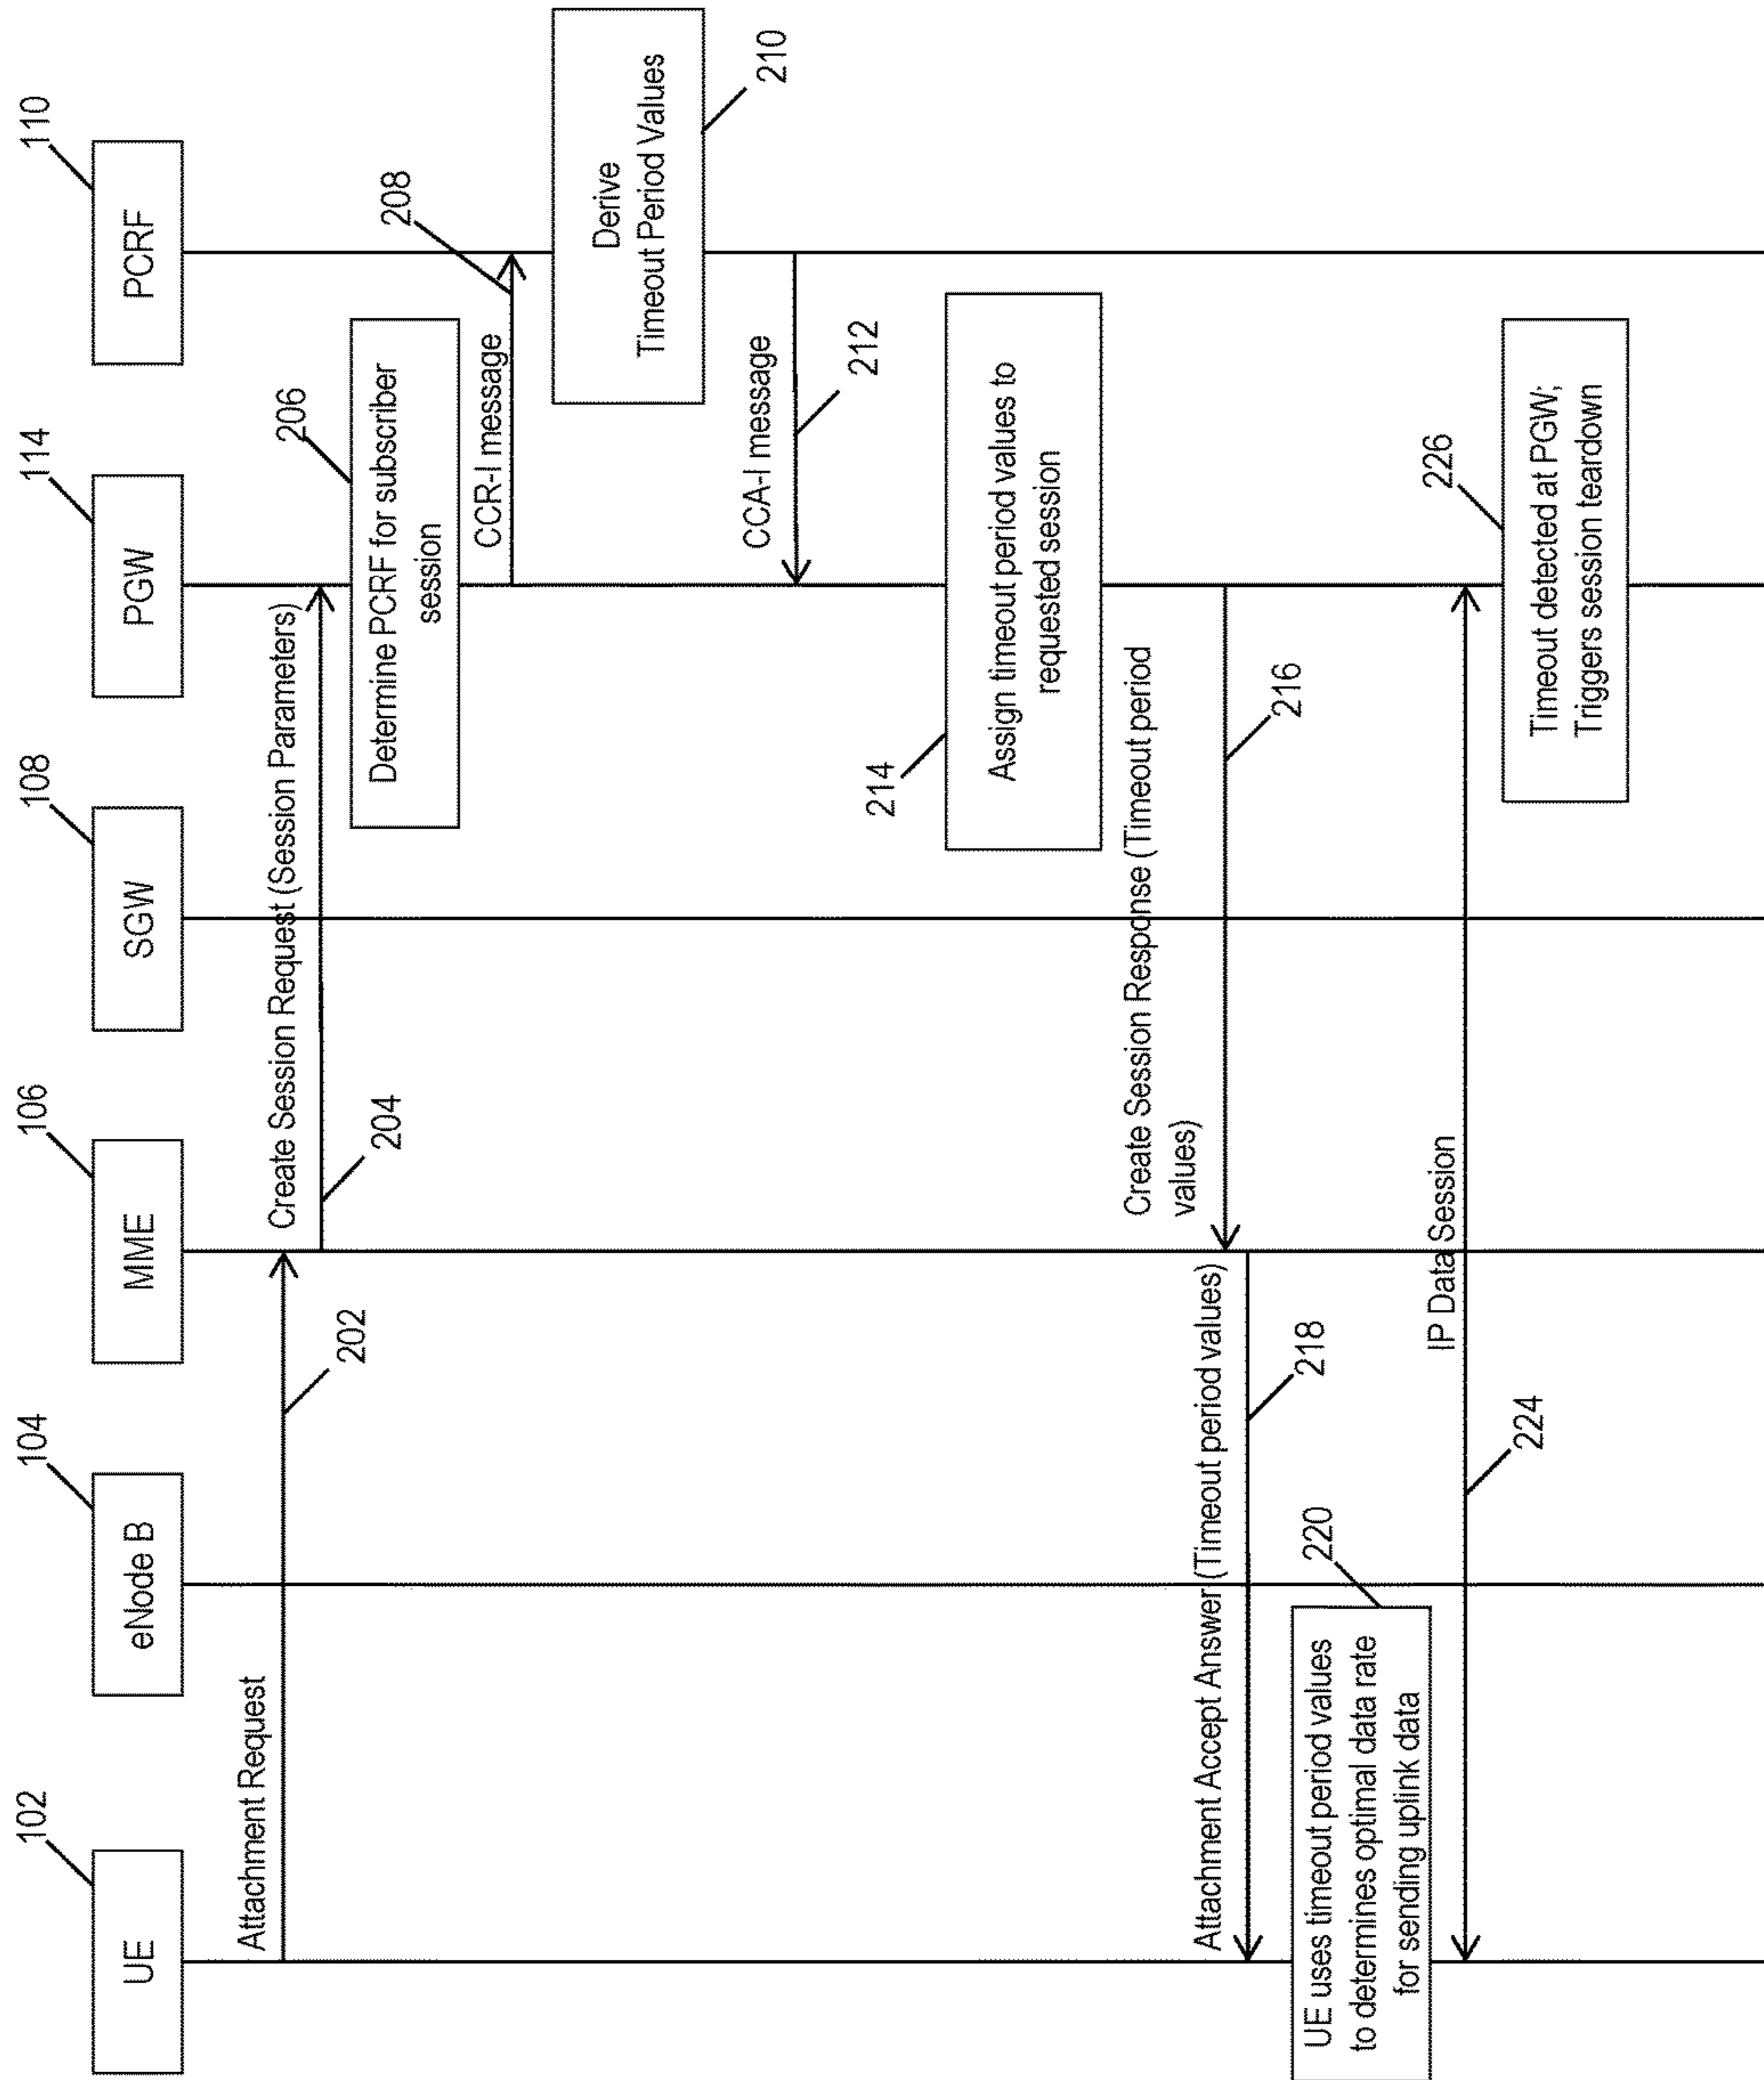 102
104
106
108
114
110
UE
eNode B
MME
SGW
PGW
PCRF
Attachment Request
202
Create Session Request (Session Parameters)
204
206
Determine PCRF for subscriber
session
CCR-I message
208
Derive
Timeout Period Values
210
CCA-I message
212
214
Assign timeout period values to
requested session
Create Session Response (Timeout period
values)
216
Attachment Accept Answer (Timeout period values)
218
220
UE uses timeout period values
to determines optimal data rate
for sending uplink data
IP Data Session
224
226
Timeout detected at PGW;
Triggers session teardown